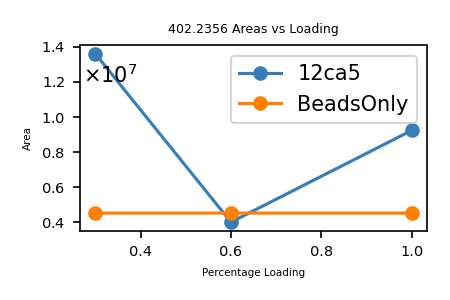 402.2356 Areas vs Loading
1.4
×10⁷
1.2
1.0
0.8
0.6
0.4
Area
12ca5
BeadsOnly
0.4 0.6 0.8 1.0
Percentage Loading